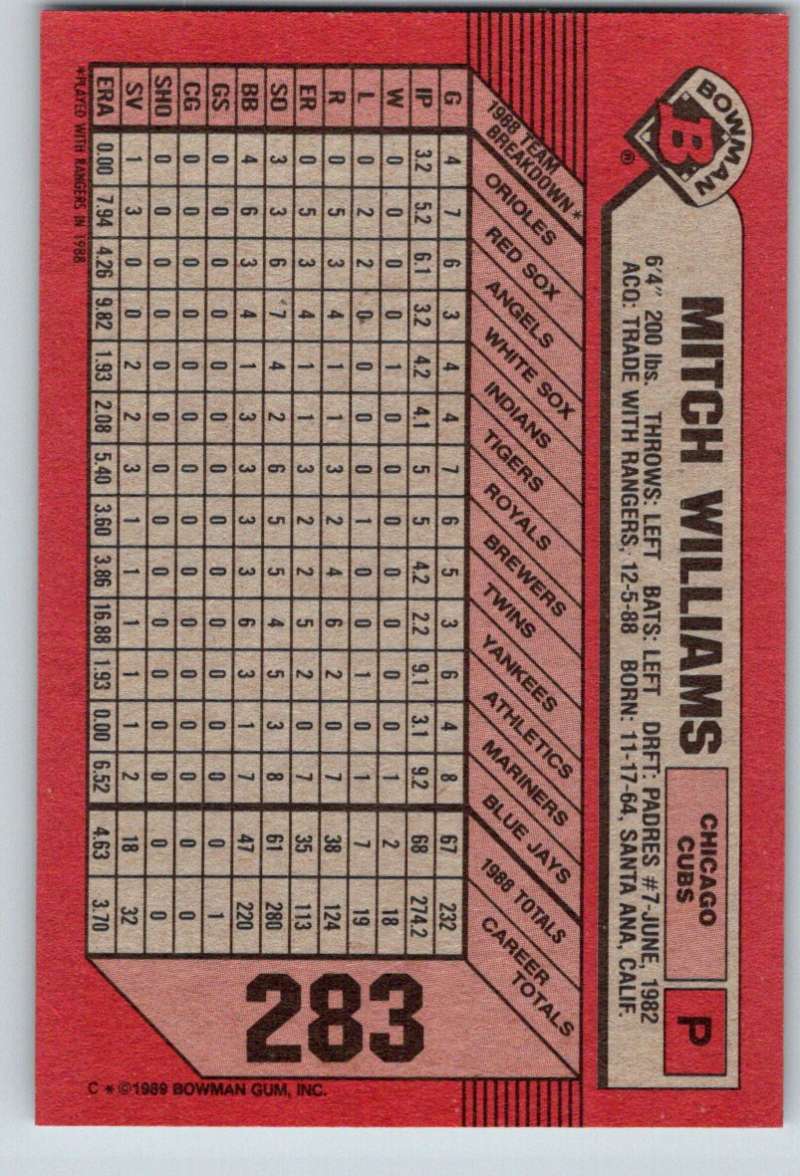 BOWMAN
B
®
MITCH WILLIAMS
CHICAGO
CUBS
P
6'4" 200 lbs. THROWS: LEFT BATS: LEFT DRFT: PADRES #7-JUNE, 1982
ACQ: TRADE WITH RANGERS, 12-5-88 BORN: 11-17-64, SANTA ANA, CALIF.
1988 TEAM
BREAKDOWN*
ORIOLES
RED SOX
ANGELS
WHITE SOX
INDIANS
TIGERS
ROYALS
BREWERS
TWINS
YANKEES
ATHLETICS
MARINERS
BLUE JAYS
1988 TOTALS
CAREER
TOTALS
G 4 7 6 3 4 4 7 6 5 3 6 4 8 67 232
IP 3.2 5.2 6.1 3.2 4.2 4.1 5 5 4.2 2.2 9.1 3.1 9.2 68 274.2
W 0 0 0 0 1 0 0 0 0 0 0 0 1 2 18
L 0 2 2 0 0 0 0 1 0 0 1 0 1 7 19
R 0 5 3 4 1 1 3 2 4 6 2 0 7 38 124
ER 0 5 3 4 1 1 3 2 2 5 2 0 7 35 113
SO 3 3 6 7 4 2 6 5 5 4 5 3 8 61 280
BB 4 6 3 4 1 3 3 3 3 6 3 1 7 47 220
GS 0 0 0 0 0 0 0 0 0 0 0 0 0 0 1
CG 0 0 0 0 0 0 0 0 0 0 0 0 0 0 0
SHO 0 0 0 0 0 0 0 0 0 0 0 0 0 0 0
SV 1 3 0 0 2 2 3 1 1 1 1 1 2 18 32
ERA 0.00 7.94 4.26 9.82 1.93 2.08 5.40 3.60 3.86 16.88 1.93 0.00 6.52 4.63 3.70
*PLAYED WITH RANGERS IN 1988
283
C *©1989 BOWMAN GUM, INC.